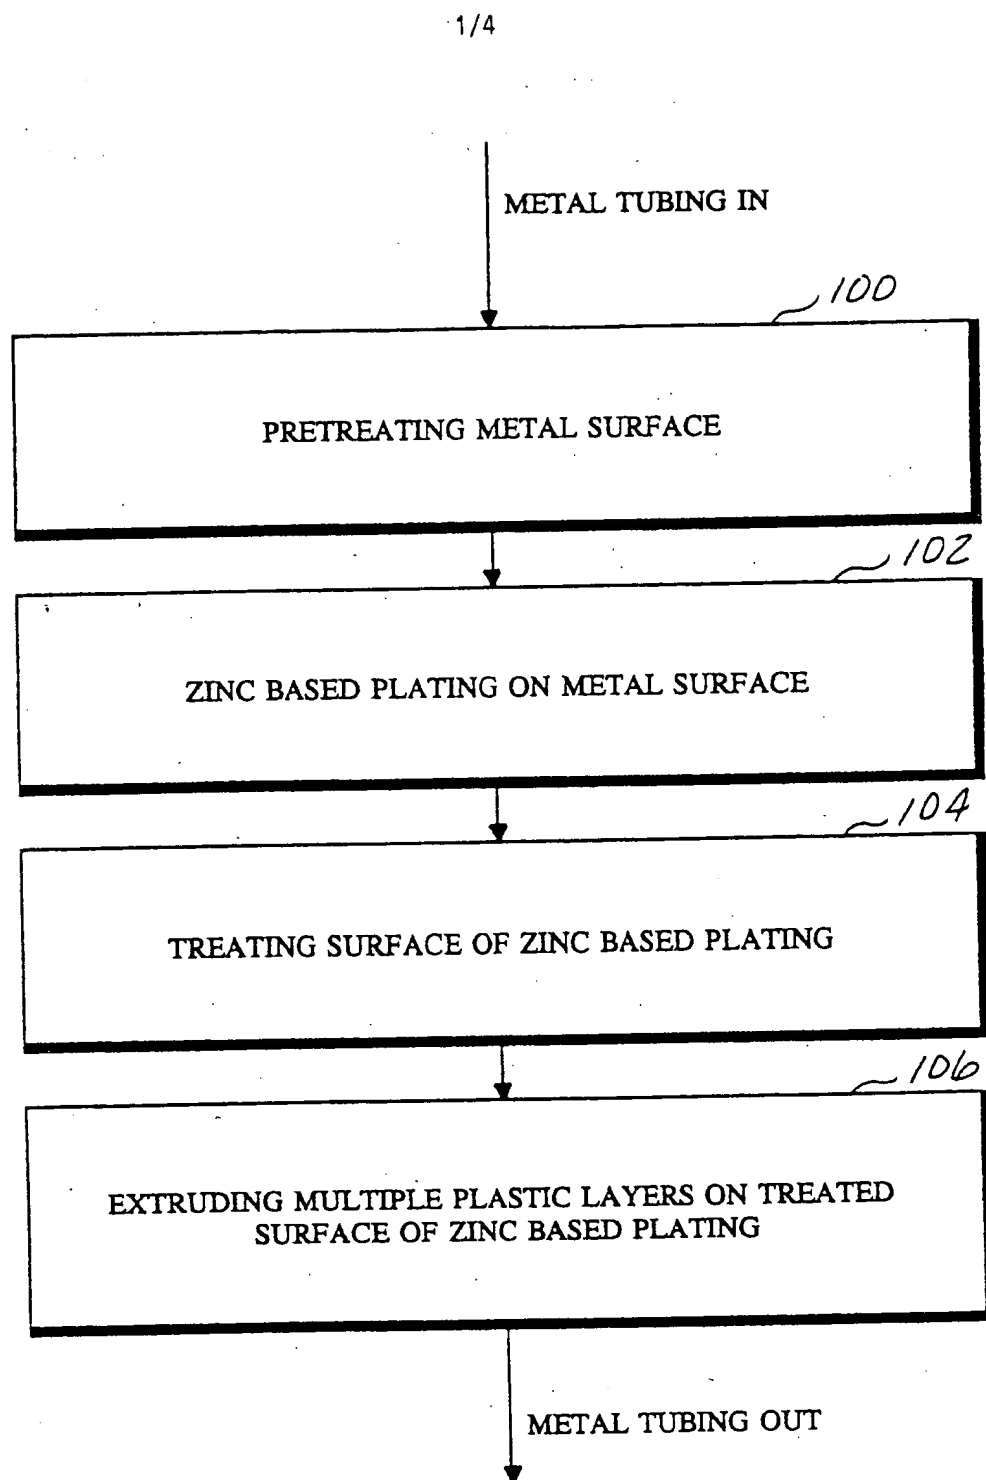 1/4
METAL TUBING IN
100
PRETREATING METAL SURFACE
102
ZINC BASED PLATING ON METAL SURFACE
104
TREATING SURFACE OF ZINC BASED PLATING
106
EXTRUDING MULTIPLE PLASTIC LAYERS ON TREATED
SURFACE OF ZINC BASED PLATING
METAL TUBING OUT